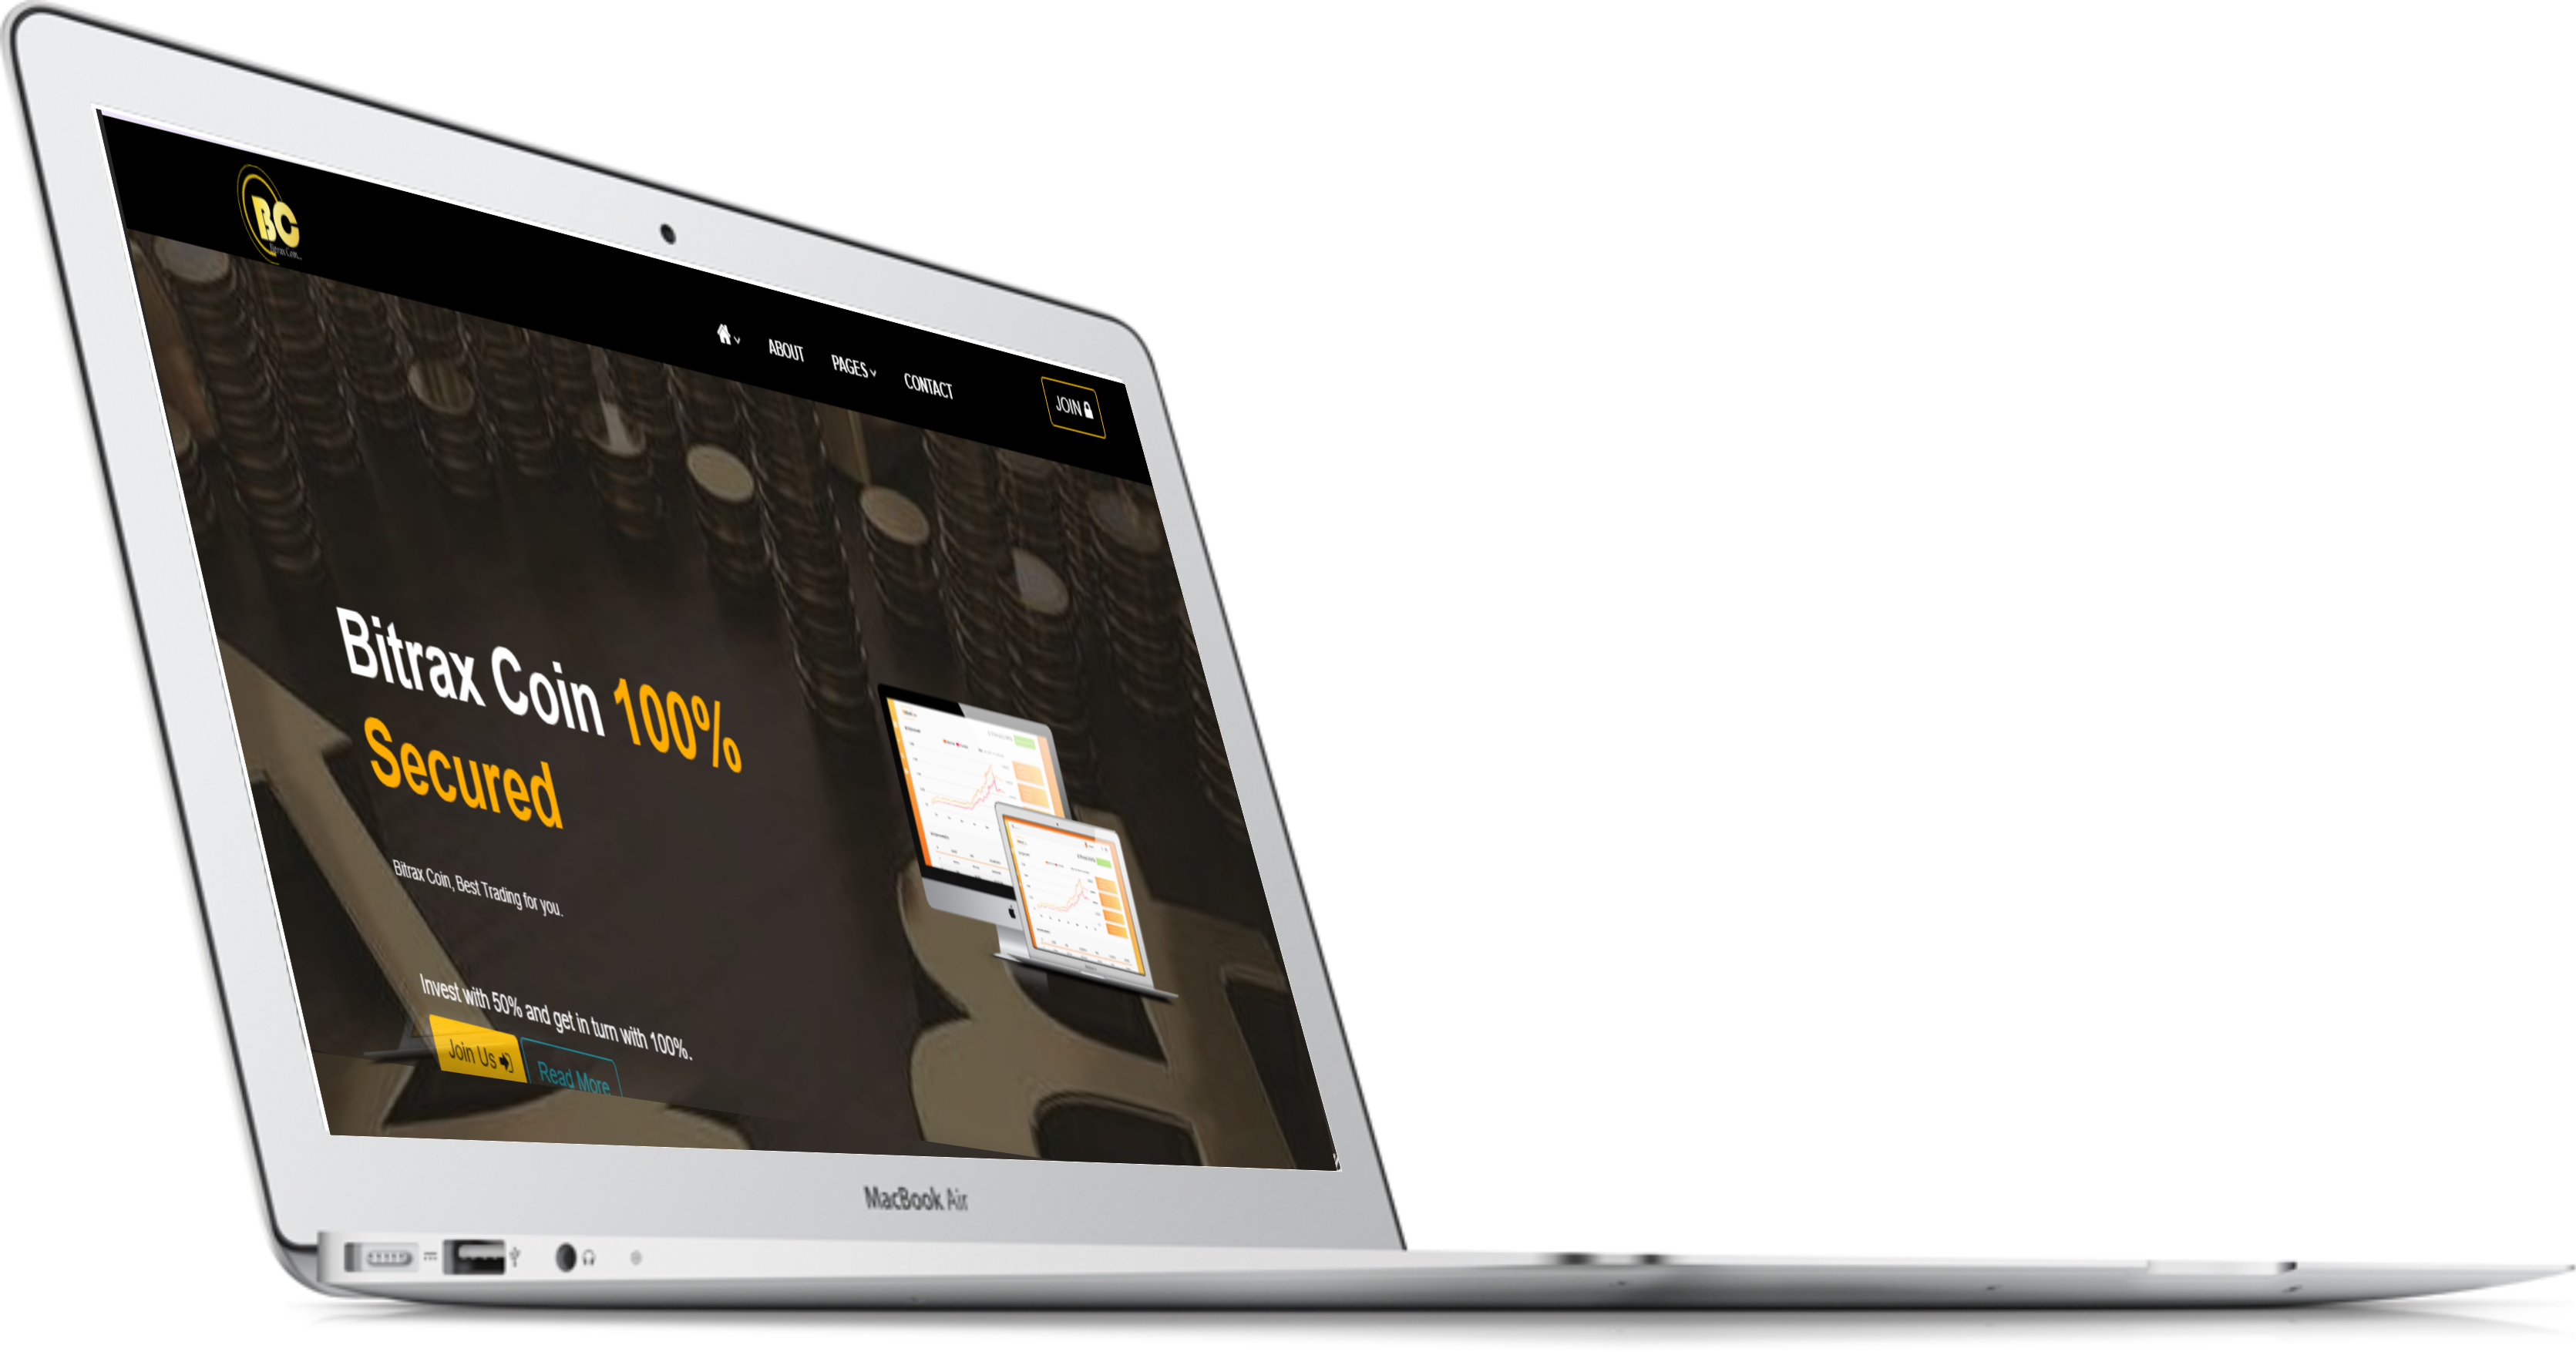 BC
Bitrax Coin
ABOUT
PAGES
CONTACT
JOIN
Bitrax Coin 100%
Secured
Bitrax Coin, Best Trading for you.
Invest with 50% and get in turn with 100%.
Join Us
Read More
MacBook Air